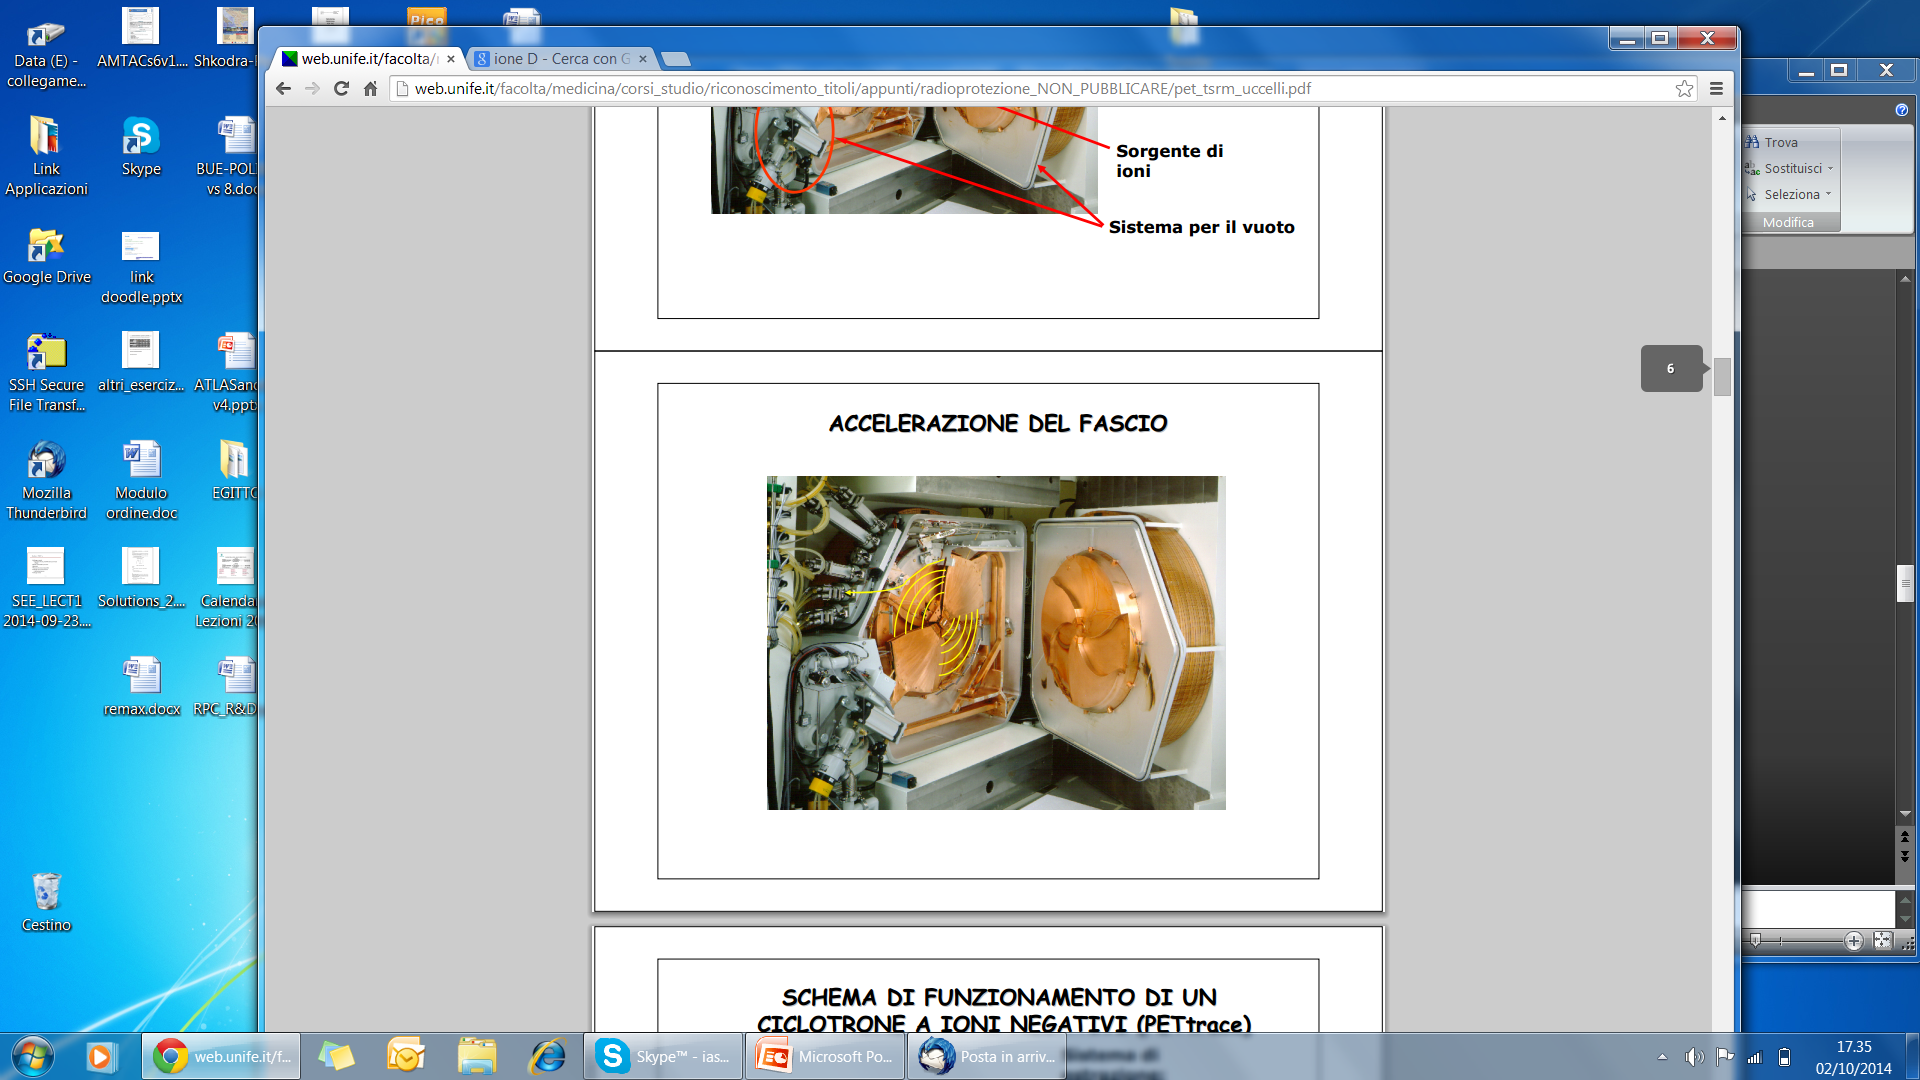 Data (E) -
collegame...
AMTACs6v1....
Shkodra-
Link
Applicazioni
Skype
BUE-POL
vs 8.doc
Google Drive
link
doodle.pptx
SSH Secure
File Transf...
altri_eserciz...
ATLASan
v4.ppt
Mozilla
Thunderbird
Modulo
ordine.doc
EGITTO
SEE_LECT1
2014-09-23....
Solutions_2....
Calenda
Lezioni 20
remax.docx
RPC_R&D
Cestino
web.unife.it/facolta/
ione D - Cerca con G
web.unife.it/facolta/medicina/corsi_studio/riconoscimento_titoli/appunti/radioprotezione_NON_PUBBLICARE/pet_tsrm_uccelli.pdf
Sorgente di
ioni
Sistema per il vuoto
6
ACCELERAZIONE DEL FASCIO
SCHEMA DI FUNZIONAMENTO DI UN
CICLOTRONE A IONI NEGATIVI (PETtrace)
Trova
Sostituisci
Seleziona
Modifica
web.unife.it/f...
Skype™ - ias...
Microsoft Po...
Posta in arriv...
17.35
02/10/2014